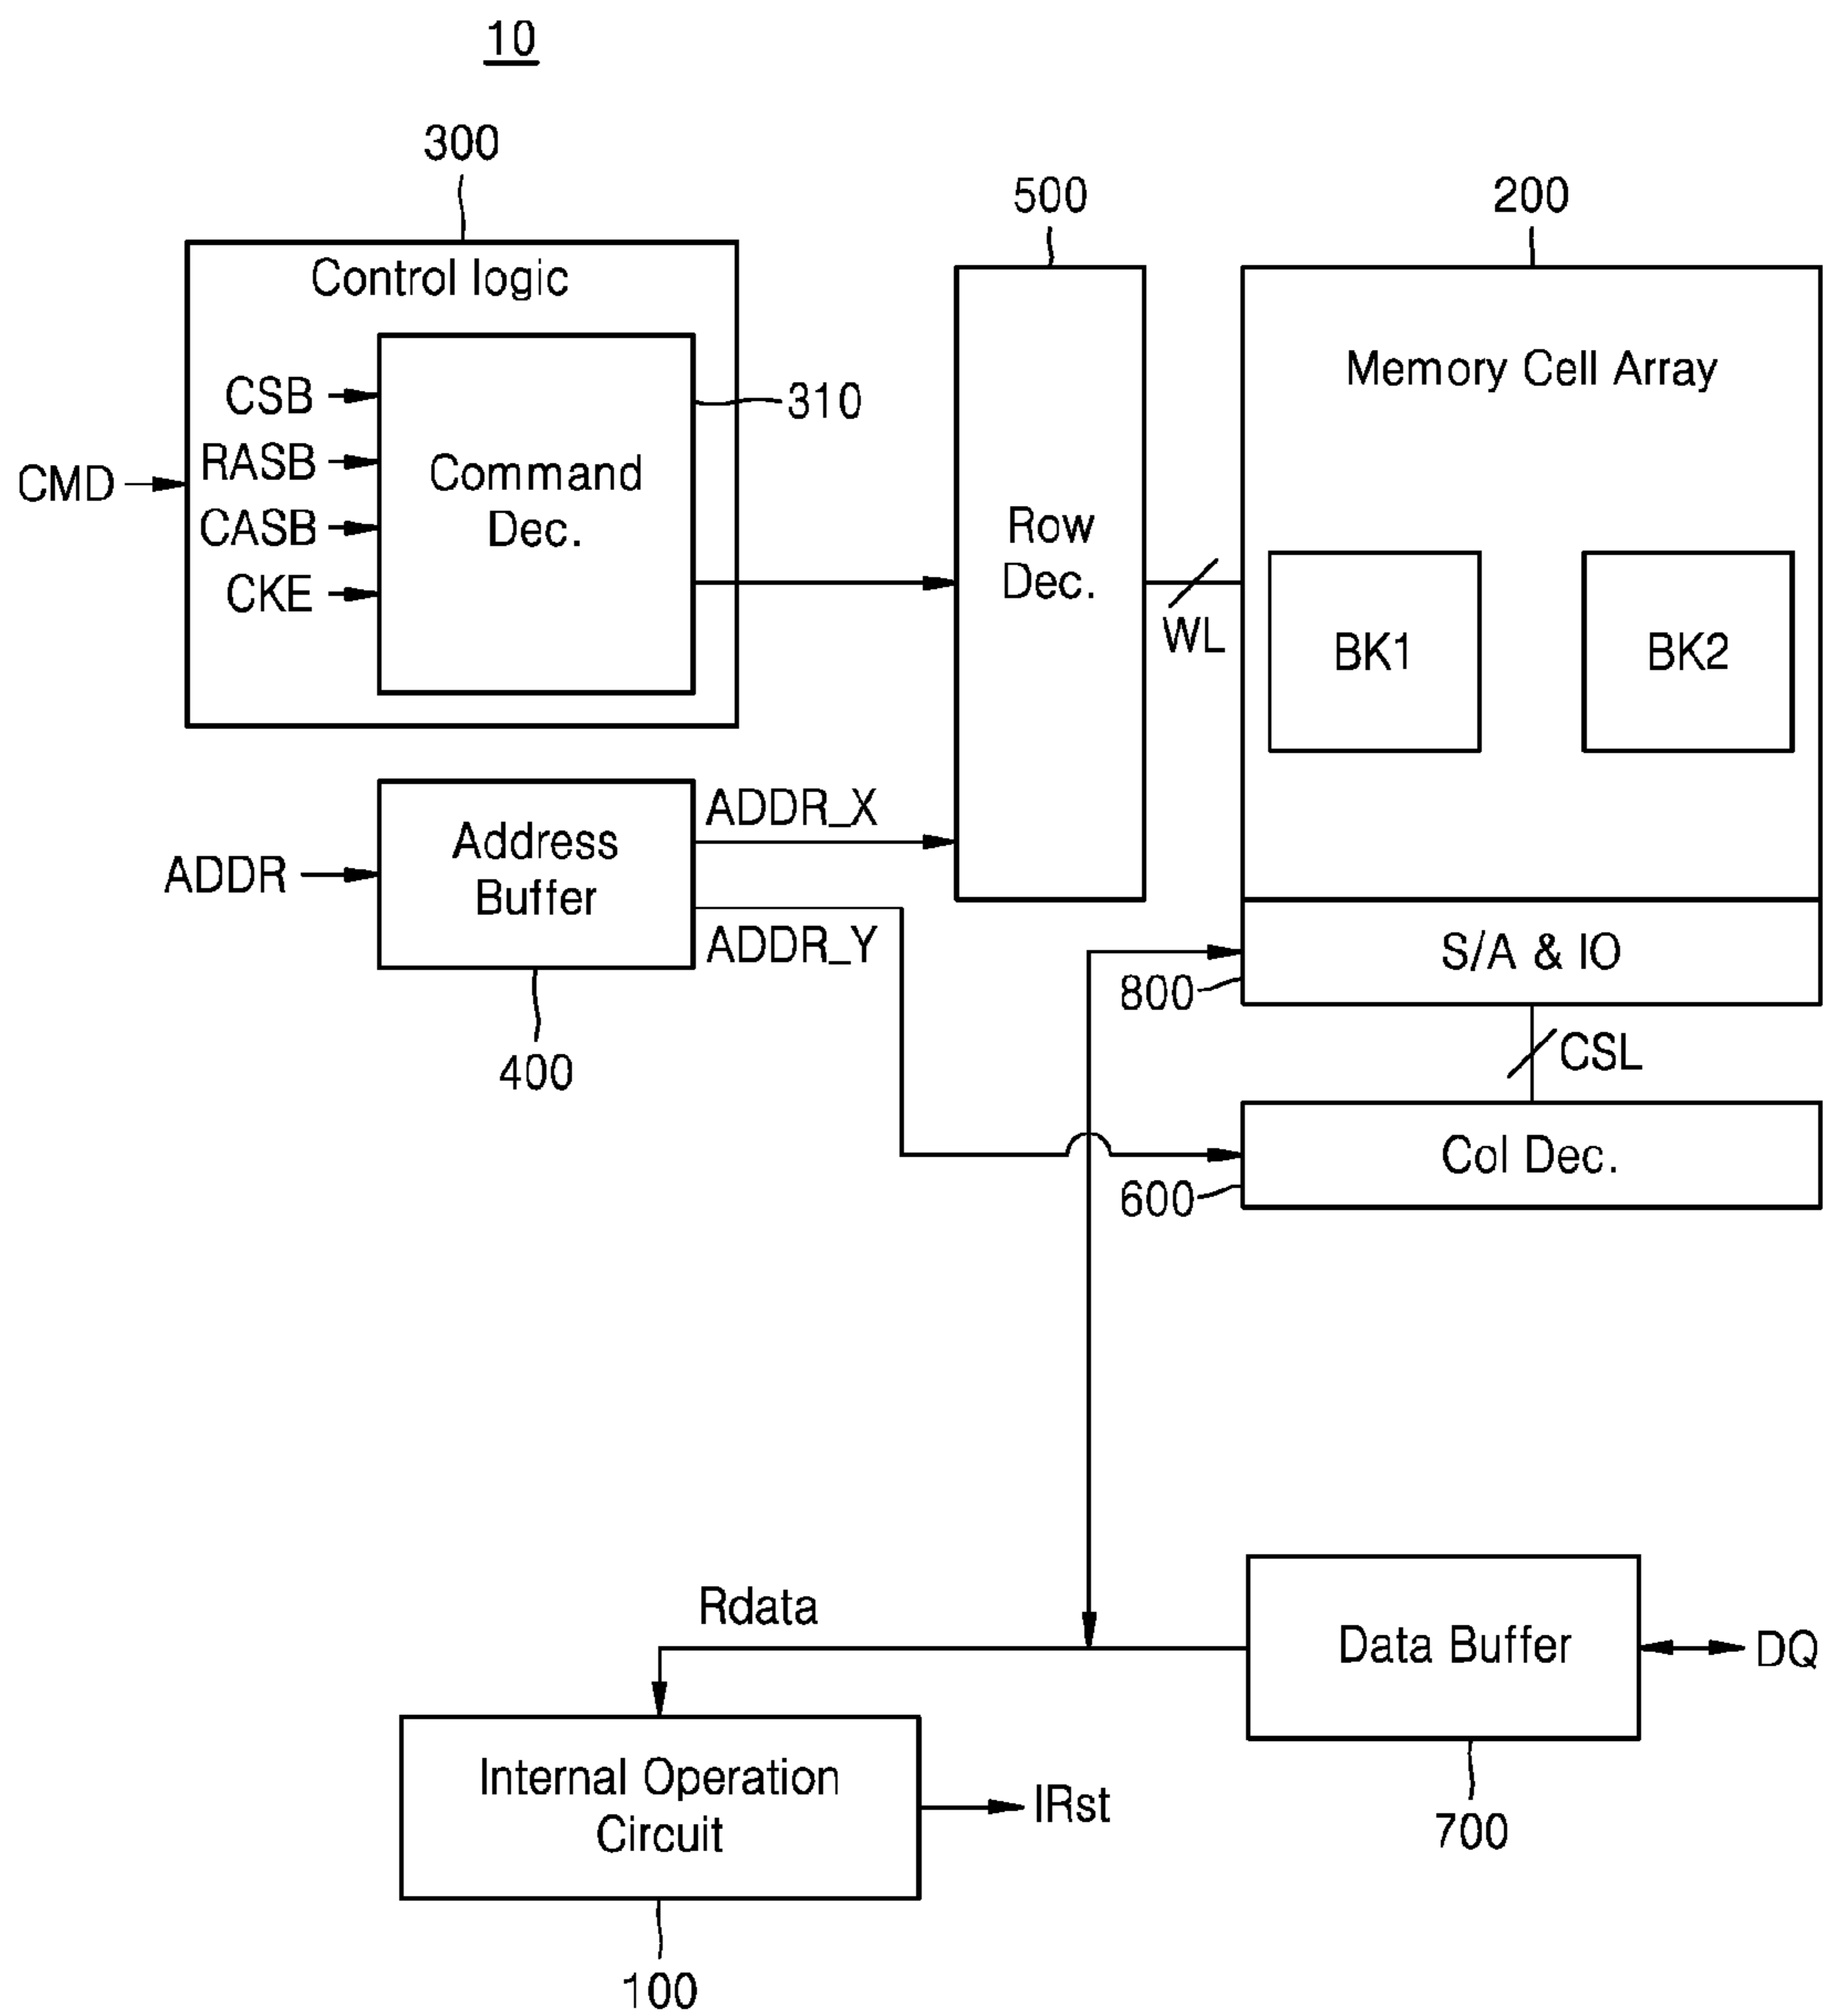 10
300
500
200
Control logic
CSB
RASB
CASB
CKE
CMD
Command
Dec.
310
Row
Dec.
WL
Memory Cell Array
BK1
BK2
ADDR
Address
Buffer
ADDR_X
ADDR_Y
400
S/A & IO
800
CSL
Col Dec.
600
Rdata
Data Buffer
DQ
700
Internal Operation
Circuit
IRst
100